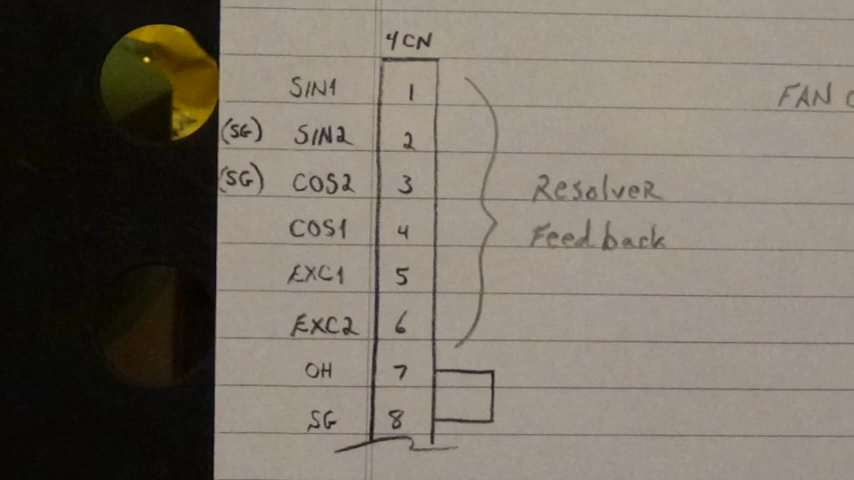 4CN
SIN1 1
(SG) SIN2 2
(SG) COS2 3
COS1 4
EXC1 5
EXC2 6
OH 7
SG 8
Resolver
Feedback
FAN